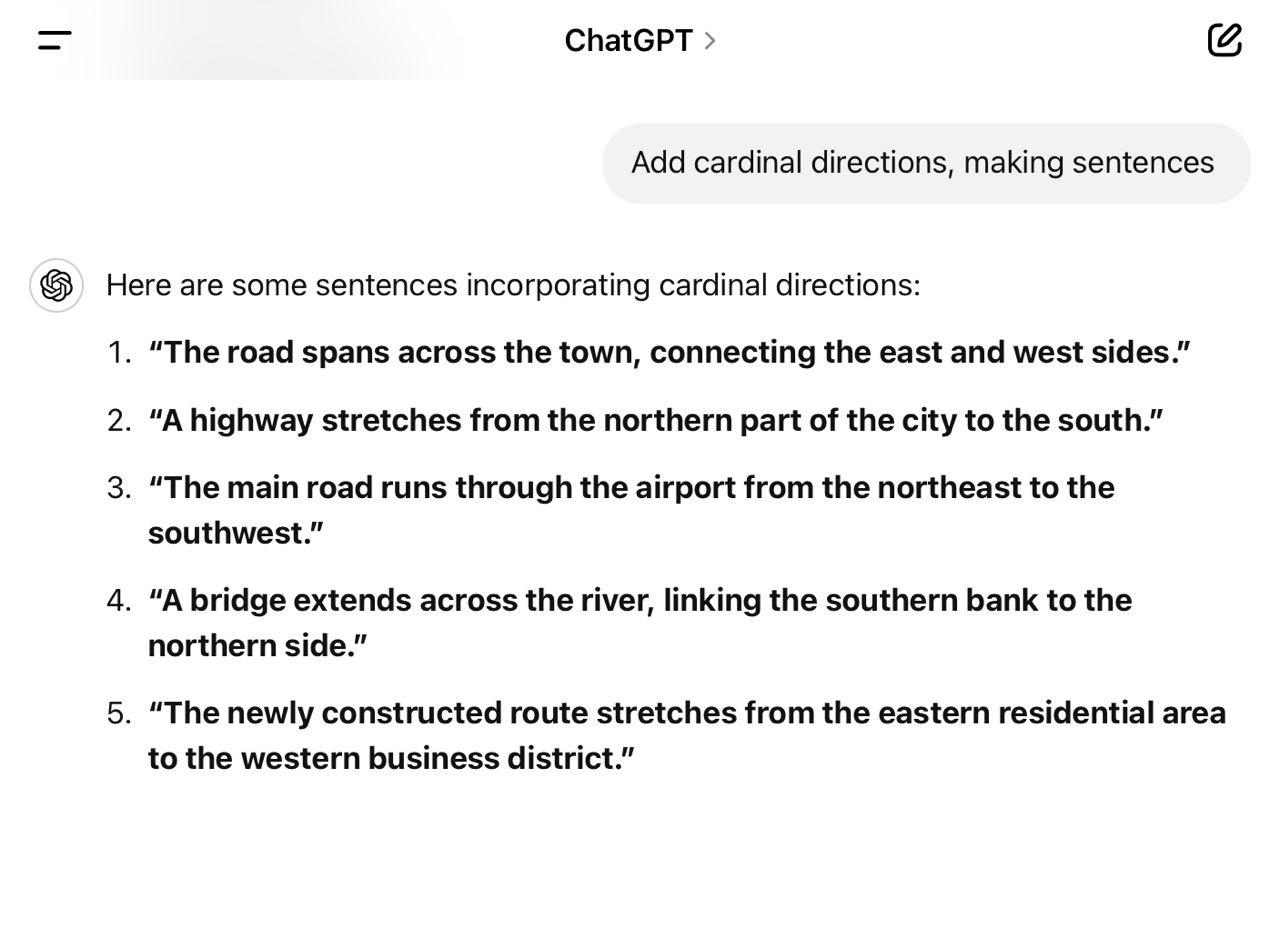 ChatGPT
Add cardinal directions, making sentences
Here are some sentences incorporating cardinal directions:
1. “The road spans across the town, connecting the east and west sides.”
2. “A highway stretches from the northern part of the city to the south.”
3. “The main road runs through the airport from the northeast to the
southwest.”
4. “A bridge extends across the river, linking the southern bank to the
northern side.”
5. “The newly constructed route stretches from the eastern residential area
to the western business district.”